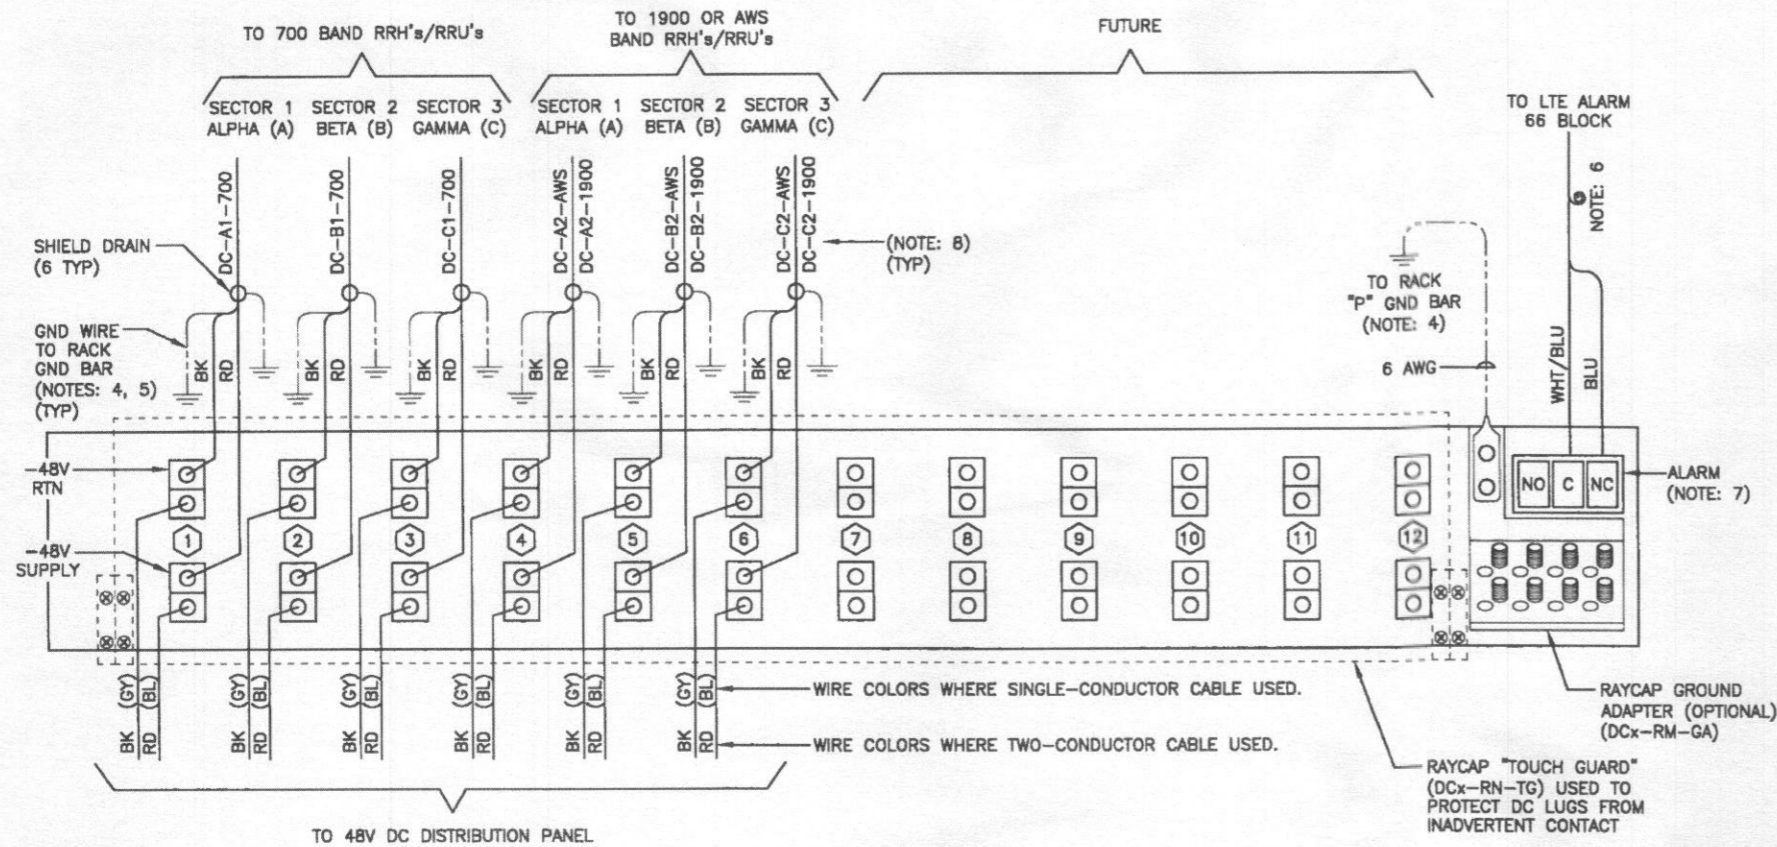 TO 700 BAND RRH's/RRU's
TO 1900 OR AWS
BAND RRH's/RRU's
FUTURE
SECTOR 1
ALPHA (A)
SECTOR 2
BETA (B)
SECTOR 3
GAMMA (C)
SECTOR 1
ALPHA (A)
SECTOR 2
BETA (B)
SECTOR 3
GAMMA (C)
TO LTE ALARM
66 BLOCK
DC-A1-700
DC-B1-700
DC-C1-700
DC-A2-AWS
DC-A2-1900
DC-B2-AWS
DC-B2-1900
DC-C2-AWS
DC-C2-1900
NOTE: 6
SHIELD DRAIN
(6 TYP)
(NOTE: 8)
(TYP)
TO RACK
"P" GND BAR
(NOTE: 4)
GND WIRE
TO RACK
GND BAR
(NOTES: 4, 5)
(TYP)
BK
RD
BK
RD
BK
RD
BK
RD
BK
RD
BK
RD
6 AWG
WHT/BLU
BLU
-48V
RTN
NO
C
NC
ALARM
(NOTE: 7)
-48V
SUPPLY
1
2
3
4
5
6
7
8
9
10
11
12
BK (GY)
RD (BL)
BK (GY)
RD (BL)
BK (GY)
RD (BL)
BK (GY)
RD (BL)
BK (GY)
RD (BL)
BK (GY)
RD (BL)
WIRE COLORS WHERE SINGLE-CONDUCTOR CABLE USED.
WIRE COLORS WHERE TWO-CONDUCTOR CABLE USED.
RAYCAP GROUND
ADAPTER (OPTIONAL)
(DCx-RM-GA)
RAYCAP "TOUCH GUARD"
(DCx-RN-TG) USED TO
PROTECT DC LUGS FROM
INADVERTENT CONTACT
TO 48V DC DISTRIBUTION PANEL